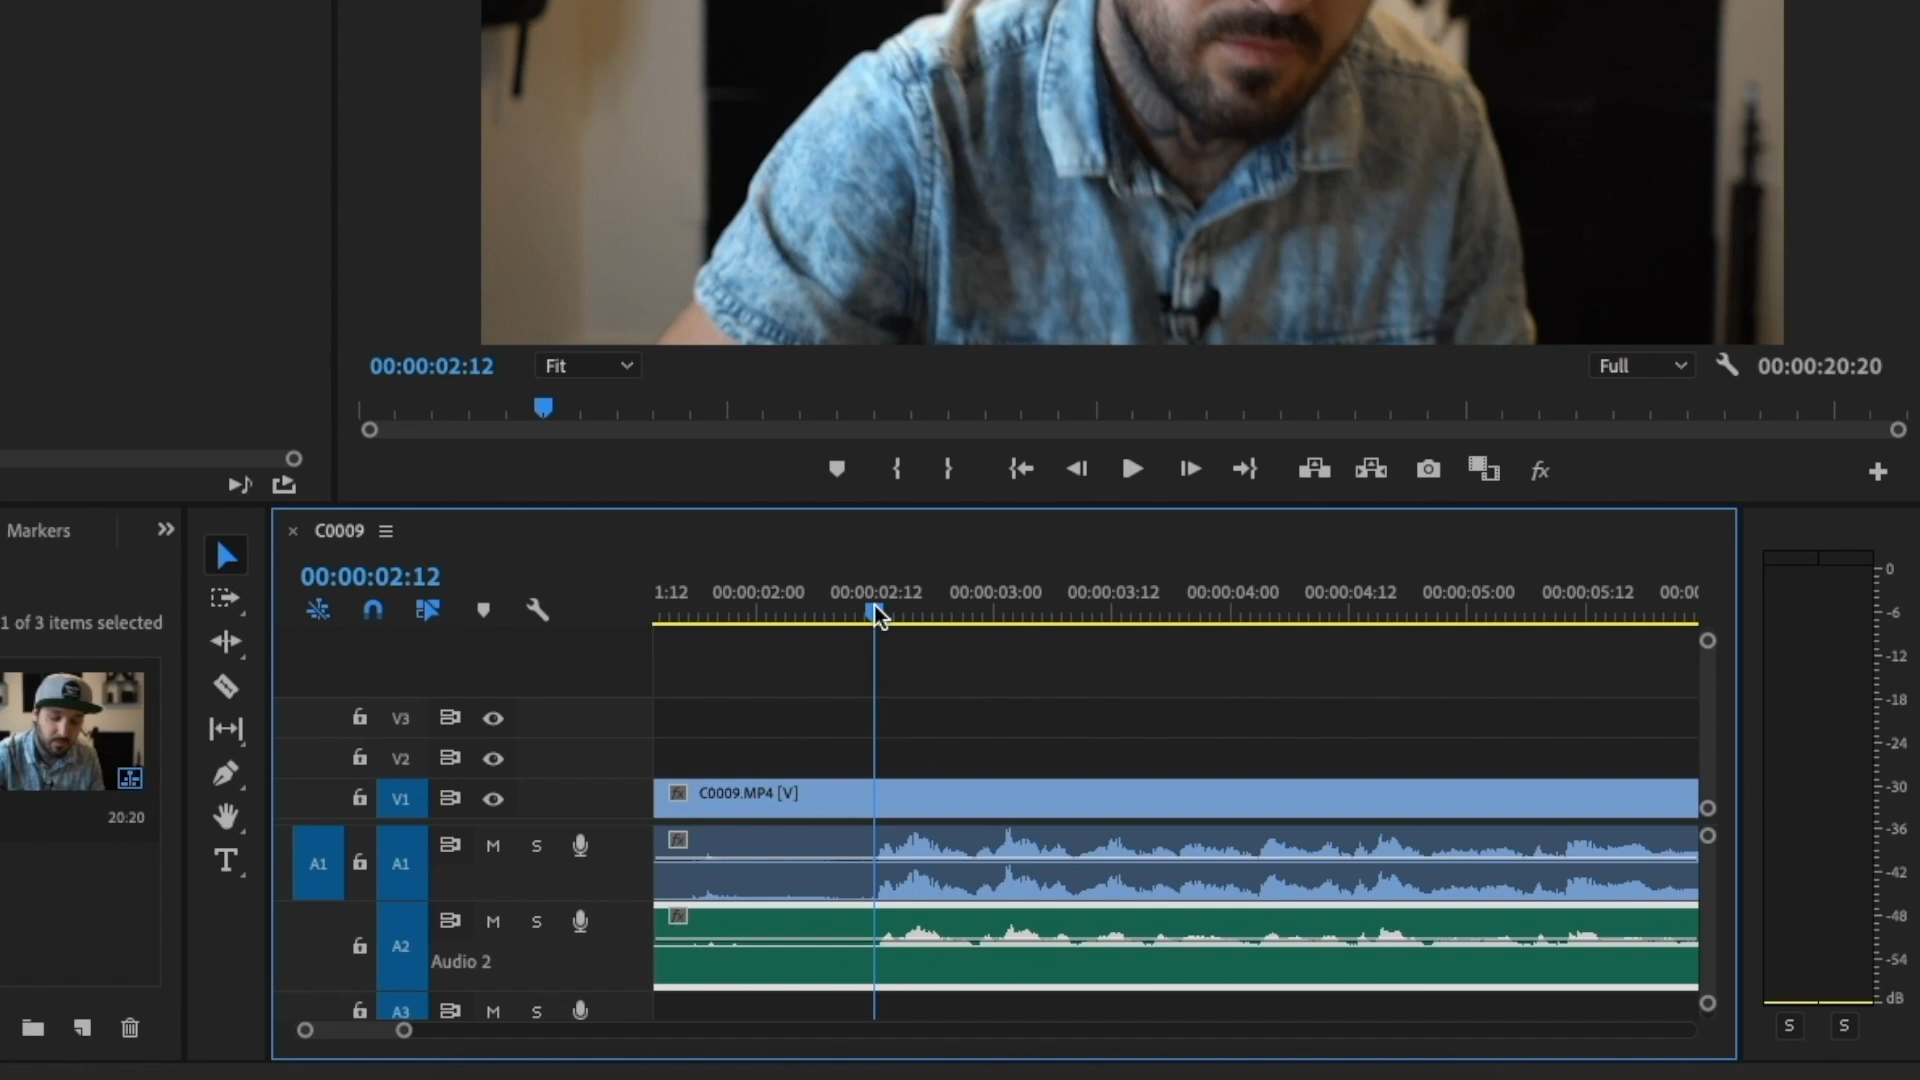 00:00:02:12
Fit
Full
00:00:20:20
fx
Markers
C0009
00:00:02:12
1:12 00:00:02:00 00:00:02:12 00:00:03:00 00:00:03:12 00:00:04:00 00:00:04:12 00:00:05:00 00:00:05:12
1 of 3 items selected
20:20
V3
V2
V1
C0009.MP4 [V]
fx
A1
A1
M S
fx
A2
M S
fx
Audio 2
A3
M S
T
0
-6
-12
-18
-24
-30
-36
-42
-48
-54
dB
S S